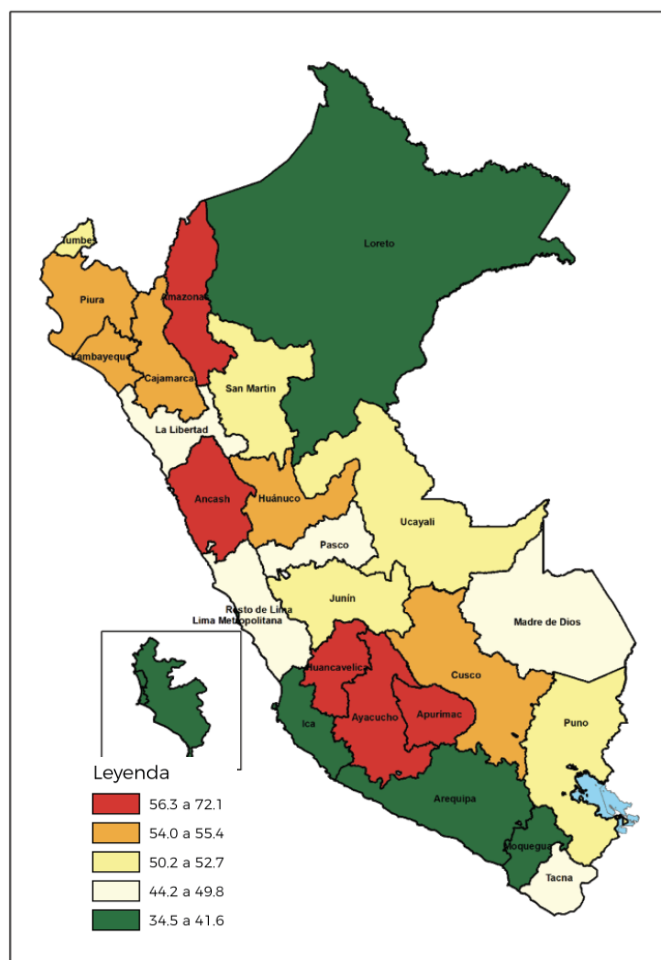 Loreto
Tumbes
Amazonas
Piura
Lambayeque
Cajamarca
San Martín
La Libertad
Ancash
Huánuco
Ucayali
Pasco
Junín
Resto de Lima
Lima Metropolitana
Madre de Dios
Huancavelica
Cusco
Ica
Ayacucho
Apurimac
Puno
Arequipa
Moquegua
Tacna
Leyenda
56.3 a 72.1
54.0 a 55.4
50.2 a 52.7
44.2 a 49.8
34.5 a 41.6